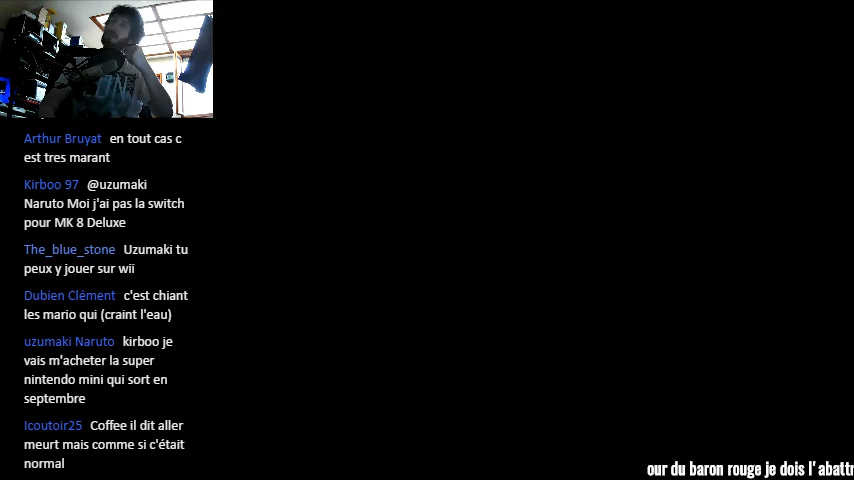 Arthur Bruyat en tout cas c
est tres marant
Kirboo 97 @uzumaki
Naruto Moi j'ai pas la switch
pour MK 8 Deluxe
The_blue_stone Uzumaki tu
peux y jouer sur wii
Dubien Clément c'est chiant
les mario qui (craint l'eau)
uzumaki Naruto kirboo je
vais m'acheter la super
nintendo mini qui sort en
septembre
Icoutoir25 Coffee il dit aller
meurt mais comme si c'était
normal
our du baron rouge je dois l'abattr